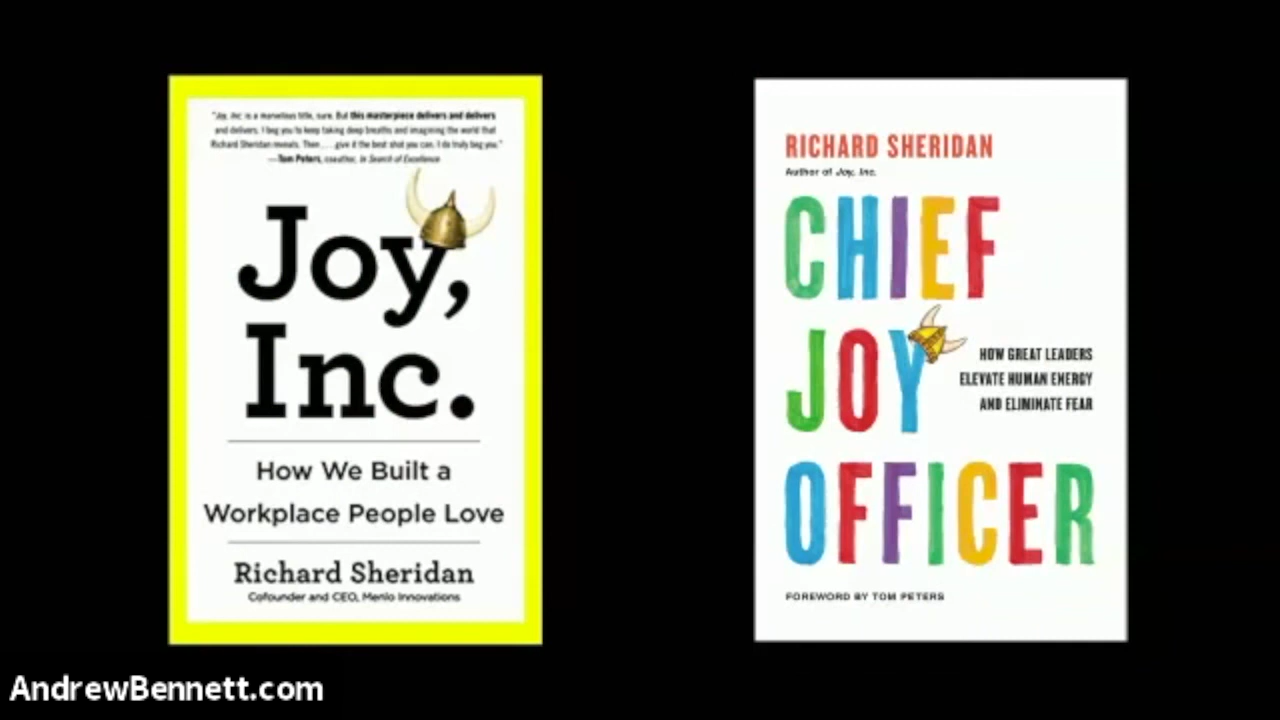 "Joy, Inc. is a marvelous title, sure. But this masterpiece delivers and delivers
and delivers. I beg you to keep taking deep breaths and imagining the world that
Richard Sheridan reveals. Then . . . give it the best shot you can. I do truly beg you."
—Tom Peters, coauthor, In Search of Excellence
Joy,
Inc.
How We Built a
Workplace People Love
Richard Sheridan
Cofounder and CEO, Menlo Innovations
RICHARD SHERIDAN
Author of Joy, Inc.
CHIEF
JOY
HOW GREAT LEADERS
ELEVATE HUMAN ENERGY
AND ELIMINATE FEAR
OFFICER
FOREWORD BY TOM PETERS
AndrewBennett.com